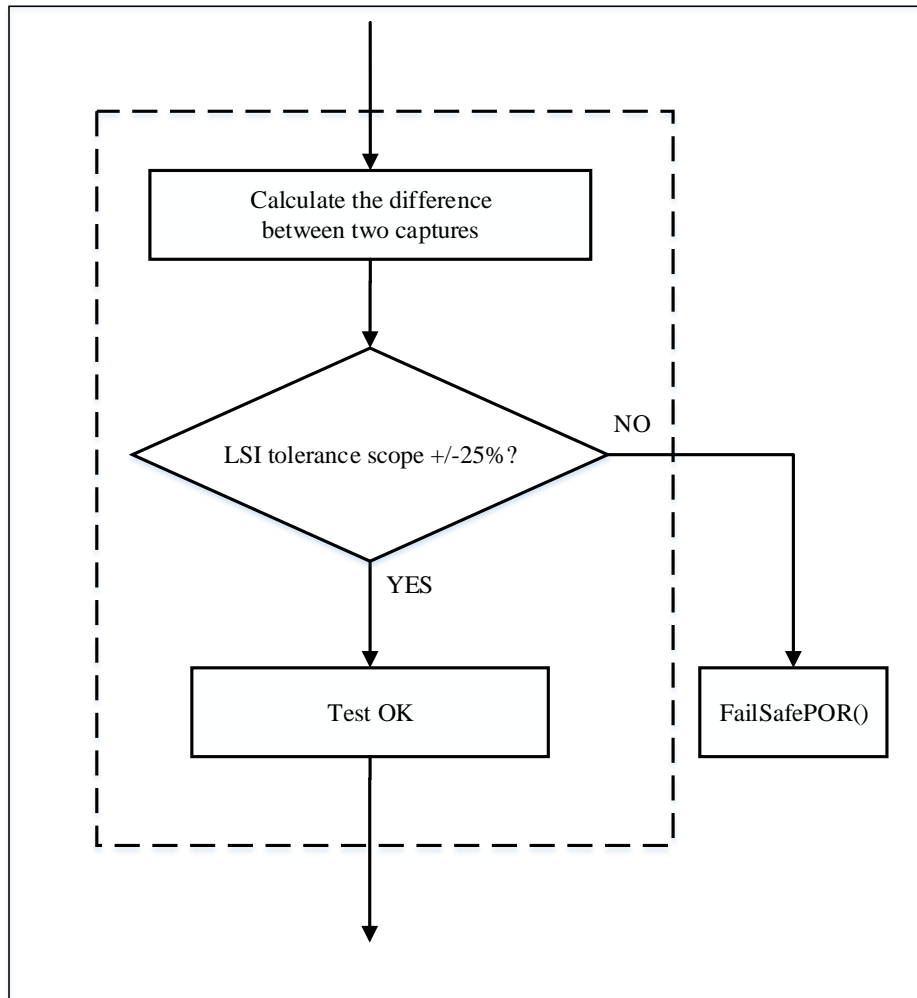 Calculate the difference
between two captures
LSI tolerance scope +/-25%?
NO
YES
Test OK
FailSafePOR()